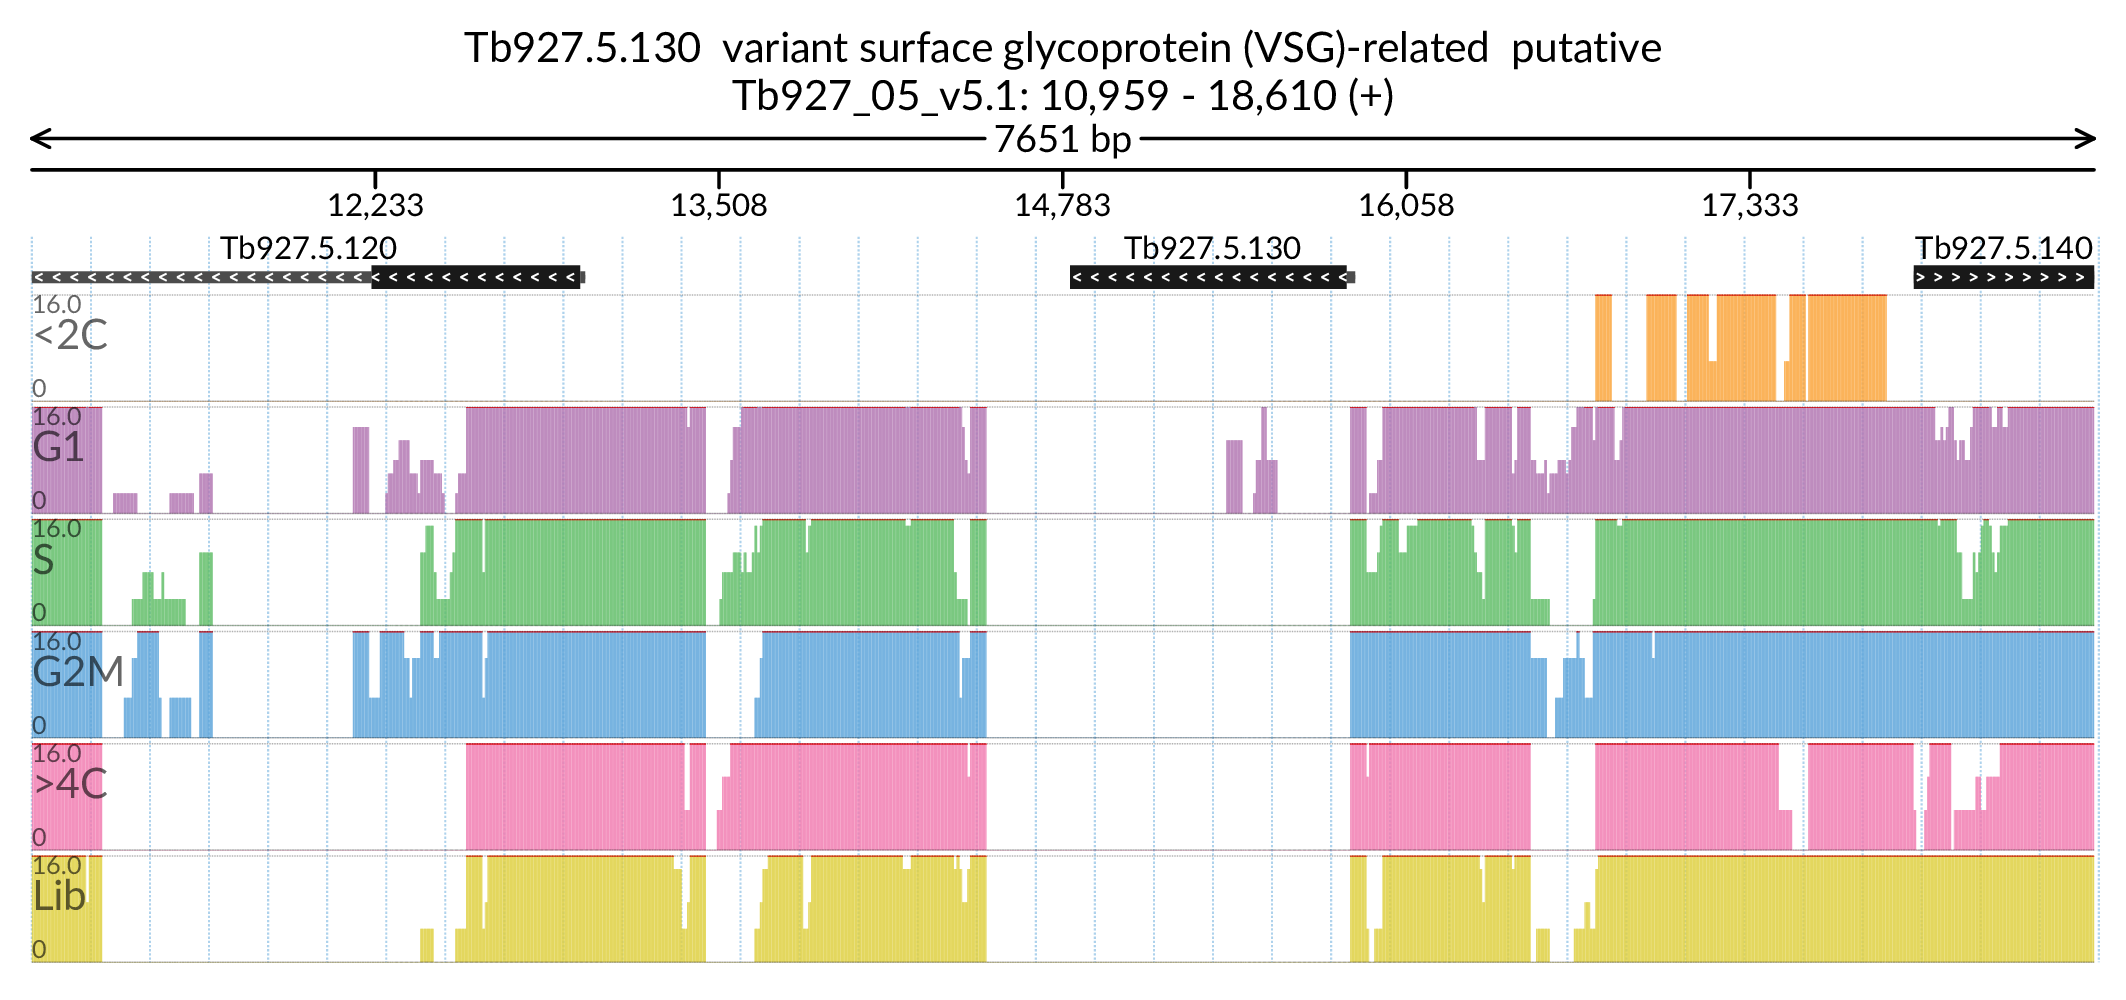 Tb927.5.130  variant surface glycoprotein (VSG)-related  putative
Tb927_05_v5.1: 10,959 - 18,610 (+)
7651 bp
12,233 13,508 14,783 16,058 17,333
Tb927.5.120 Tb927.5.130 Tb927.5.140
16.0
<2C
0
16.0
G1
0
16.0
S
0
16.0
G2M
0
16.0
>4C
0
16.0
Lib
0